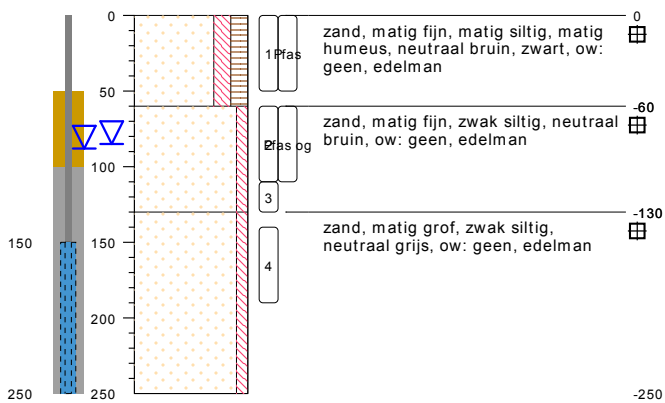 0
50
100
150
200
250
150
250
1
Pfas
2
Pfas og
3
4
zand, matig fijn, matig siltig, matig
humeus, neutraal bruin, zwart, ow:
geen, edelman
0
zand, matig fijn, zwak siltig, neutraal
bruin, ow: geen, edelman
-60
zand, matig grof, zwak siltig,
neutraal grijs, ow: geen, edelman
-130
-250